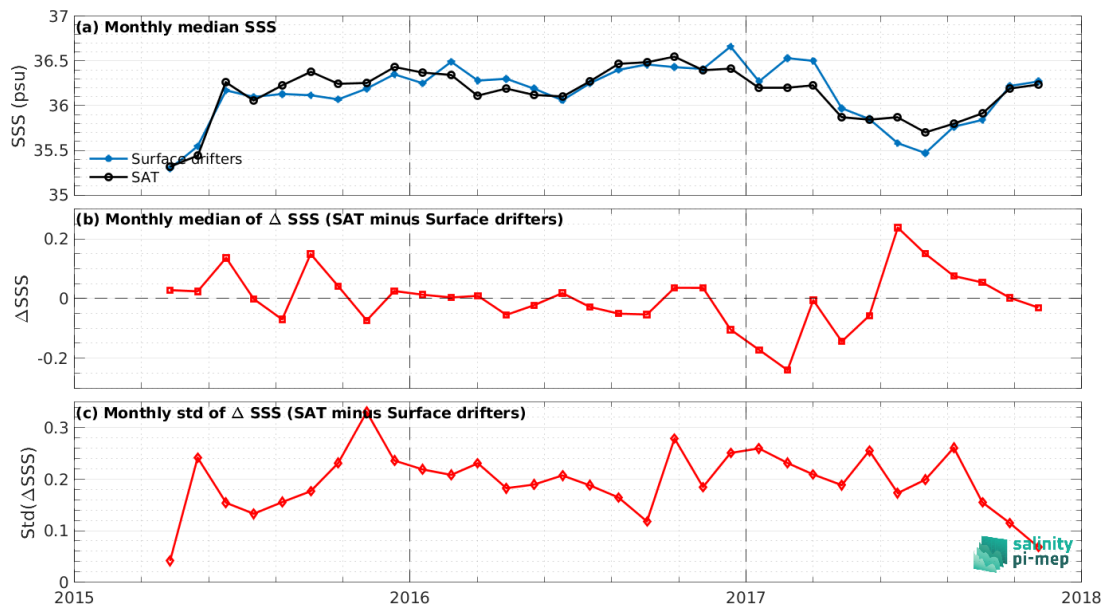 (a) Monthly median SSS
37
36.5
36
35.5
35
SSS (psu)
Surface drifters
SAT
(b) Monthly median of Δ SSS (SAT minus Surface drifters)
0.2
0
-0.2
ΔSSS
(c) Monthly std of Δ SSS (SAT minus Surface drifters)
0.3
0.2
0.1
0
Std(ΔSSS)
salinity
pi-mep
2015
2016
2017
2018